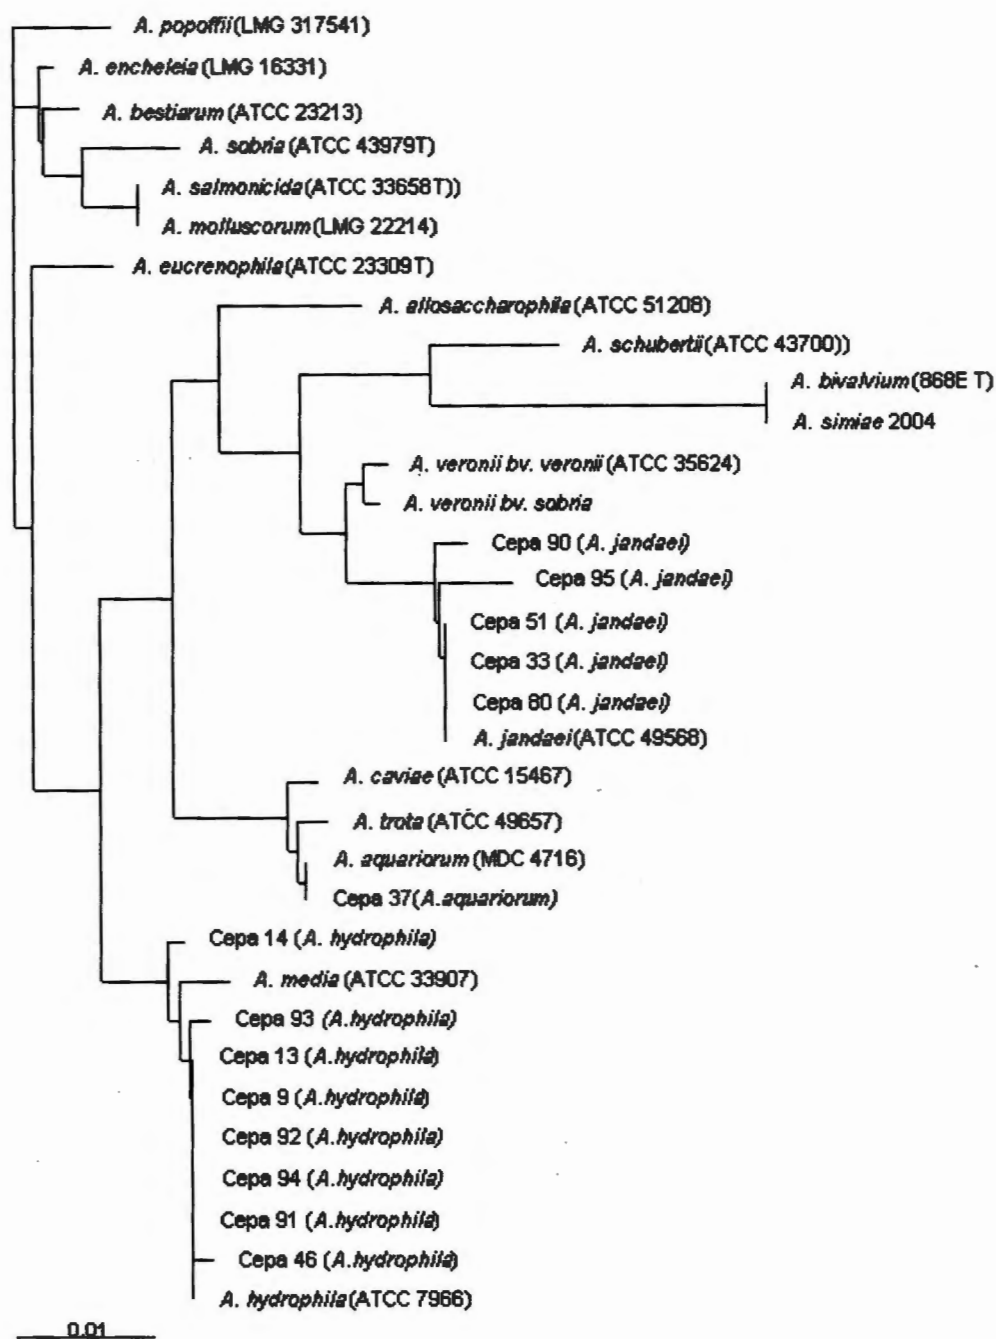 A. popoffii (LMG 317541)
A. encheleia (LMG 16331)
A. bestiarum (ATCC 23213)
A. sobria (ATCC 43979T)
A. salmonicida (ATCC 33658T))
A. molluscorum (LMG 22214)
A. eucrenophila (ATCC 23309T)
A. allosaccharophila (ATCC 51208)
A. schubertii (ATCC 43700))
A. bivalvium (868E T)
A. simiae 2004
A. veronii bv. veronii (ATCC 35624)
A. veronii bv. sobria
Cepa 90 (A. jandaei)
Cepa 95 (A. jandaei)
Cepa 51 (A. jandaei)
Cepa 33 (A. jandaei)
Cepa 80 (A. jandaei)
A. jandaei (ATCC 49568)
A. caviae (ATCC 15467)
A. trota (ATCC 49657)
A. aquariorum (MDC 4716)
Cepa 37 (A.aquariorum)
Cepa 14 (A. hydrophila)
A. media (ATCC 33907)
Cepa 93 (A.hydrophila)
Cepa 13 (A.hydrophila)
Cepa 9 (A.hydrophila)
Cepa 92 (A.hydrophila)
Cepa 94 (A.hydrophila)
Cepa 91 (A.hydrophila)
Cepa 46 (A.hydrophila)
A. hydrophila (ATCC 7966)
0.01